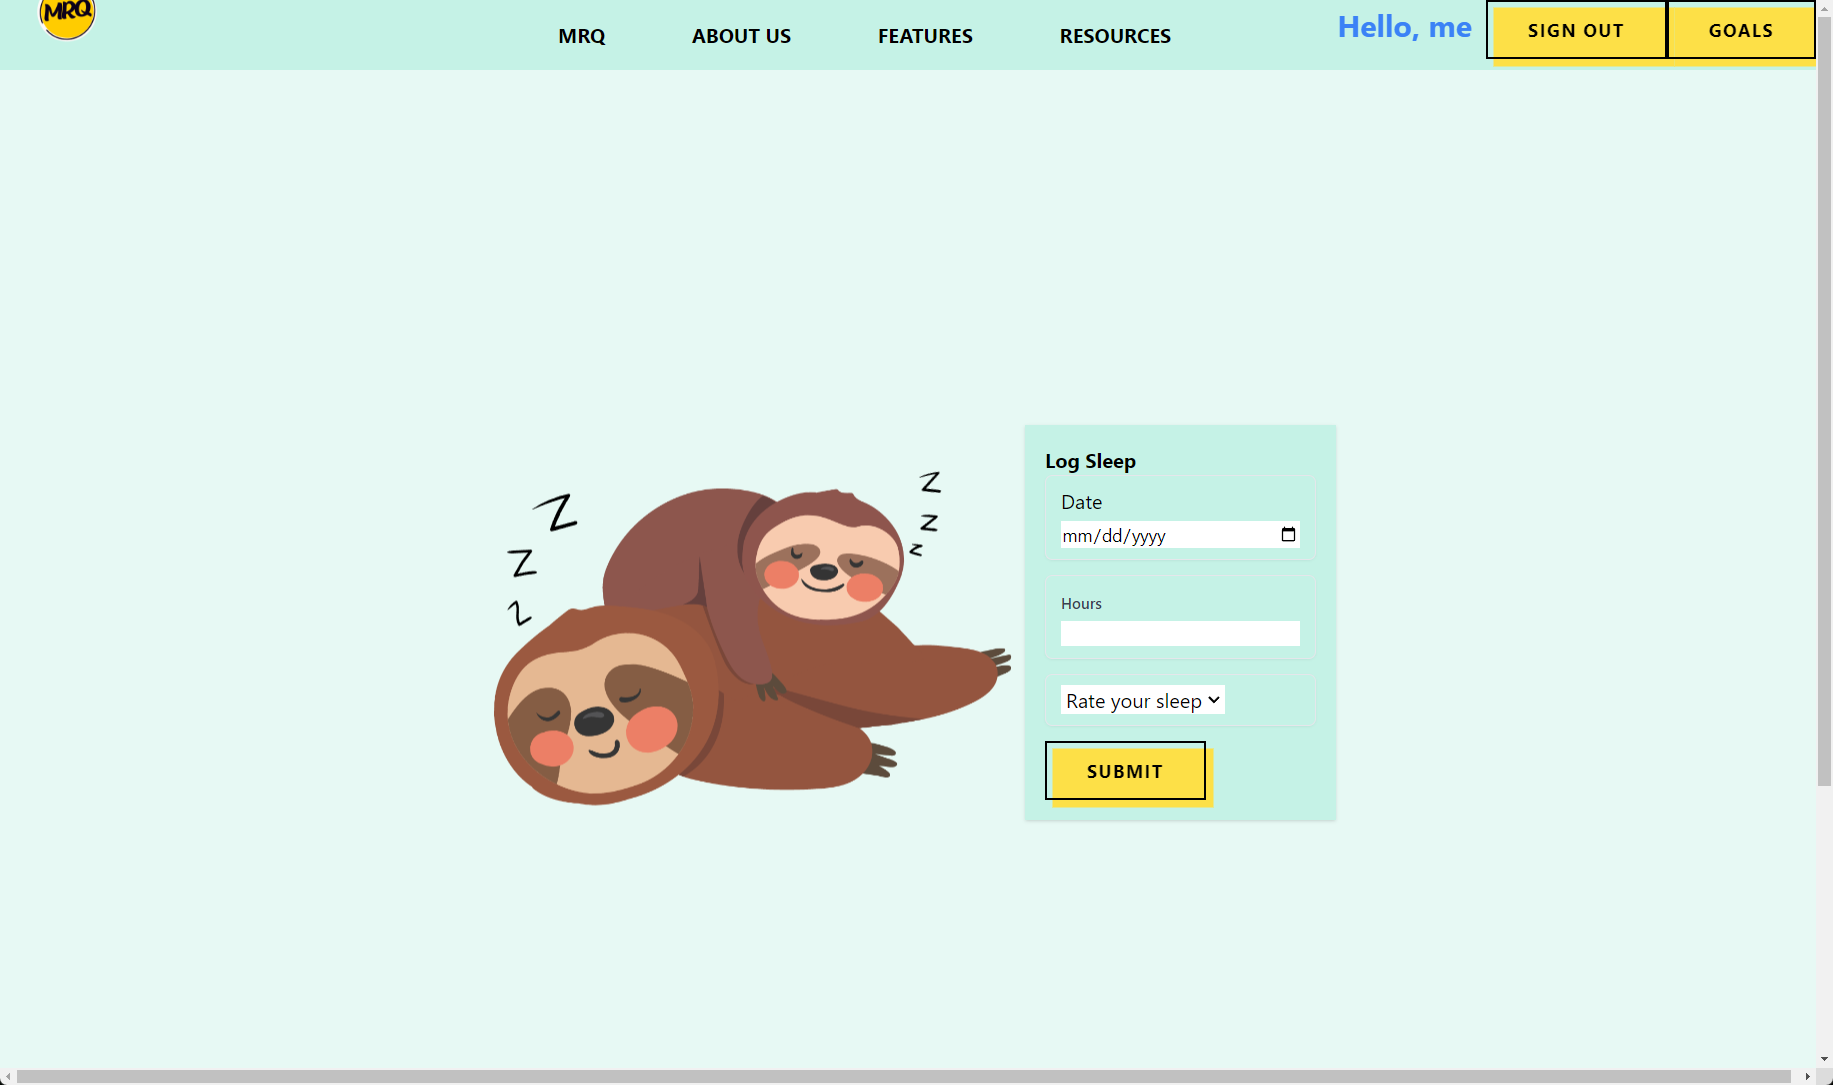 MRQ
MRQ ABOUT US FEATURES RESOURCES Hello, me SIGN OUT GOALS
Z
Z
Z
Z
Z
Z
Log Sleep
Date
mm/dd/yyyy
Hours
Rate your sleep
SUBMIT